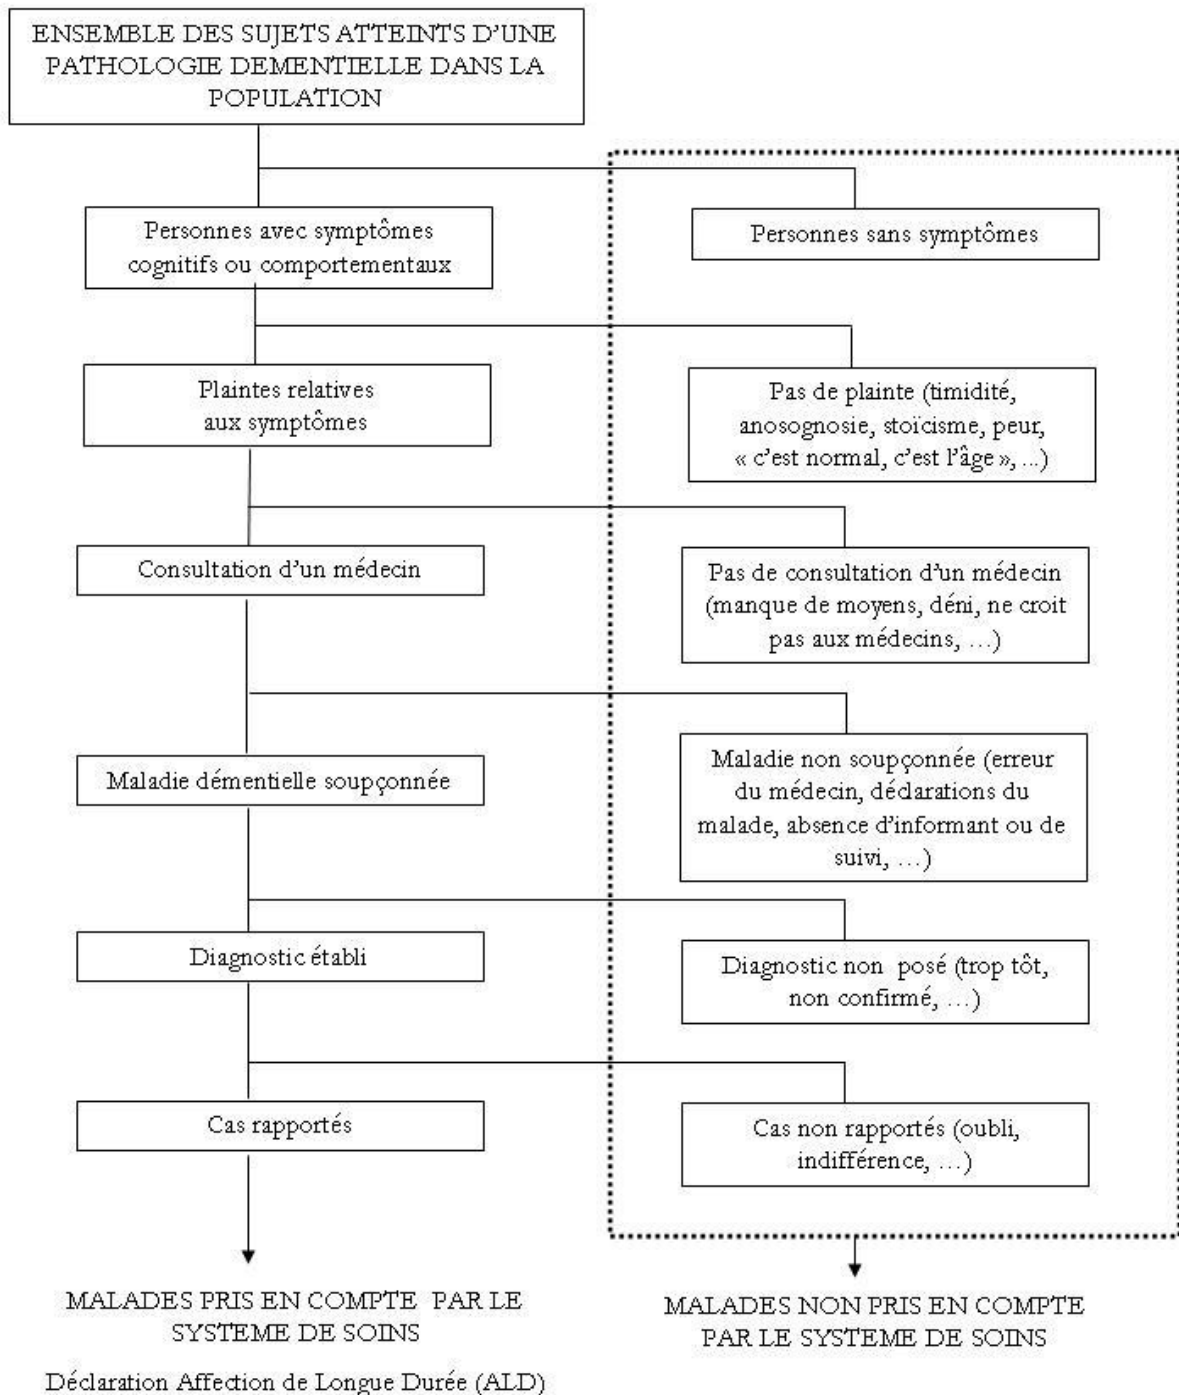 ENSEMBLE DES SUJETS ATTEINTS D'UNE
PATHOLOGIE DEMENTIELLE DANS LA
POPULATION
Personnes avec symptômes
cognitifs ou comportementaux
Personnes sans symptômes
Plaintes relatives
aux symptômes
Pas de plainte (timidité,
anosognosie, stoïcisme, peur,
« c'est normal, c'est l'âge », ...)
Consultation d'un médecin
Pas de consultation d'un médecin
(manque de moyens, déni, ne croit
pas aux médecins, …)
Maladie démentielle soupçonnée
Maladie non soupçonnée (erreur
du médecin, déclarations du
malade, absence d'informant ou de
suivi, …)
Diagnostic établi
Diagnostic non posé (trop tôt,
non confirmé, …)
Cas rapportés
Cas non rapportés (oubli,
indifférence, …)
MALADES PRIS EN COMPTE PAR LE
SYSTEME DE SOINS
Déclaration Affection de Longue Durée (ALD)
MALADES NON PRIS EN COMPTE
PAR LE SYSTEME DE SOINS